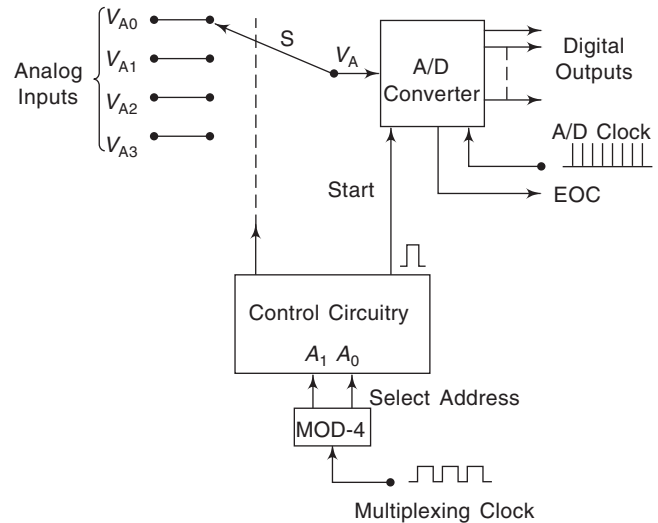 V_A0
V_A1
V_A2
V_A3
Analog
Inputs
S
V_A
A/D
Converter
Digital
Outputs
A/D Clock
EOC
Start
Control Circuitry
A_1 A_0
Select Address
MOD-4
Multiplexing Clock